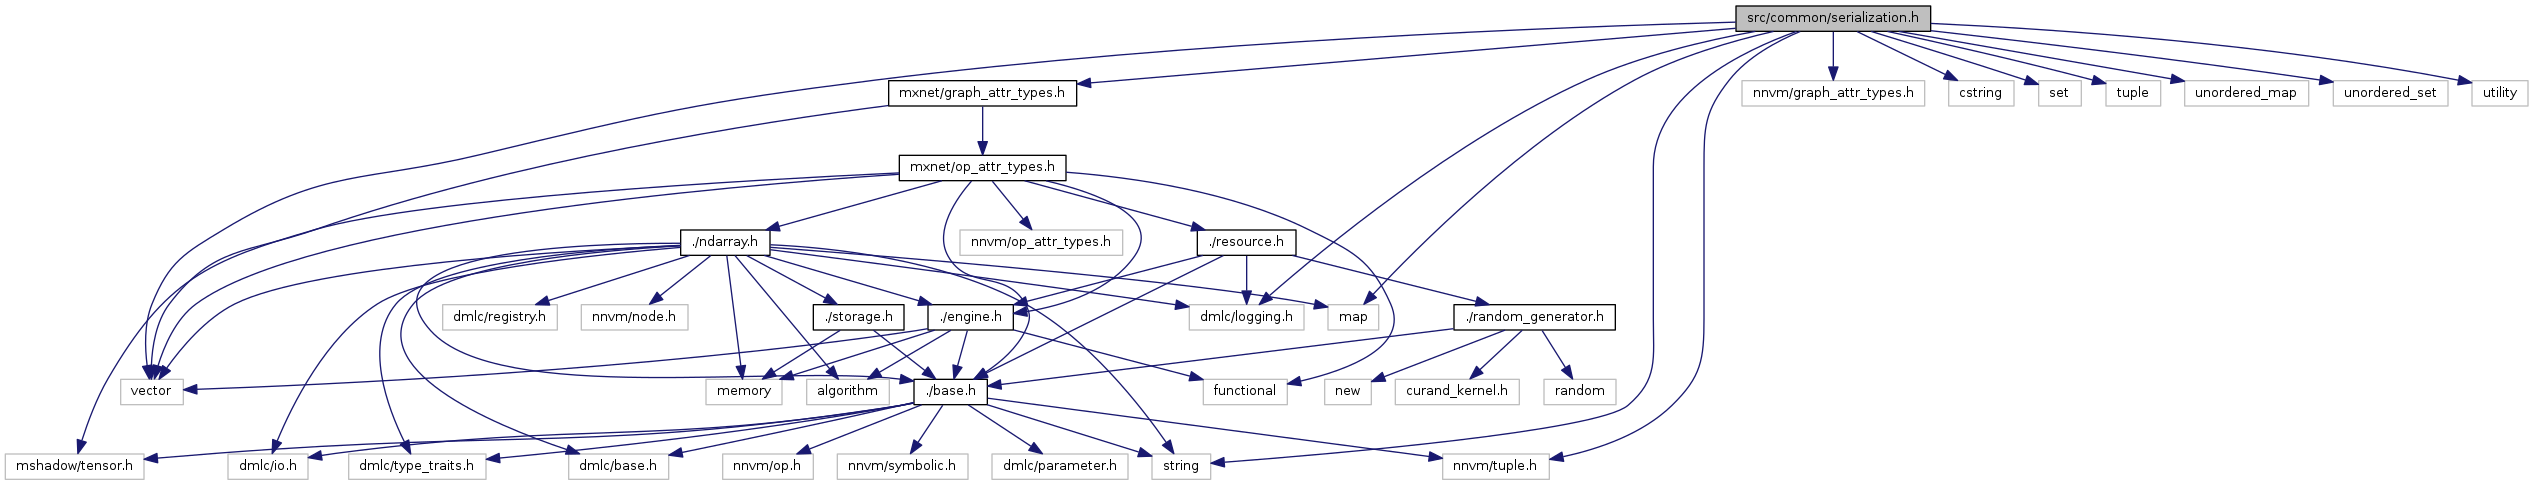 src/common/serialization.h
mxnet/graph_attr_types.h
nnvm/graph_attr_types.h
cstring
set
tuple
unordered_map
unordered_set
utility
mxnet/op_attr_types.h
./ndarray.h
nnvm/op_attr_types.h
./resource.h
dmlc/registry.h
nnvm/node.h
./storage.h
./engine.h
dmlc/logging.h
map
./random_generator.h
vector
memory
algorithm
./base.h
functional
new
curand_kernel.h
random
mshadow/tensor.h
dmlc/io.h
dmlc/type_traits.h
dmlc/base.h
nnvm/op.h
nnvm/symbolic.h
dmlc/parameter.h
string
nnvm/tuple.h